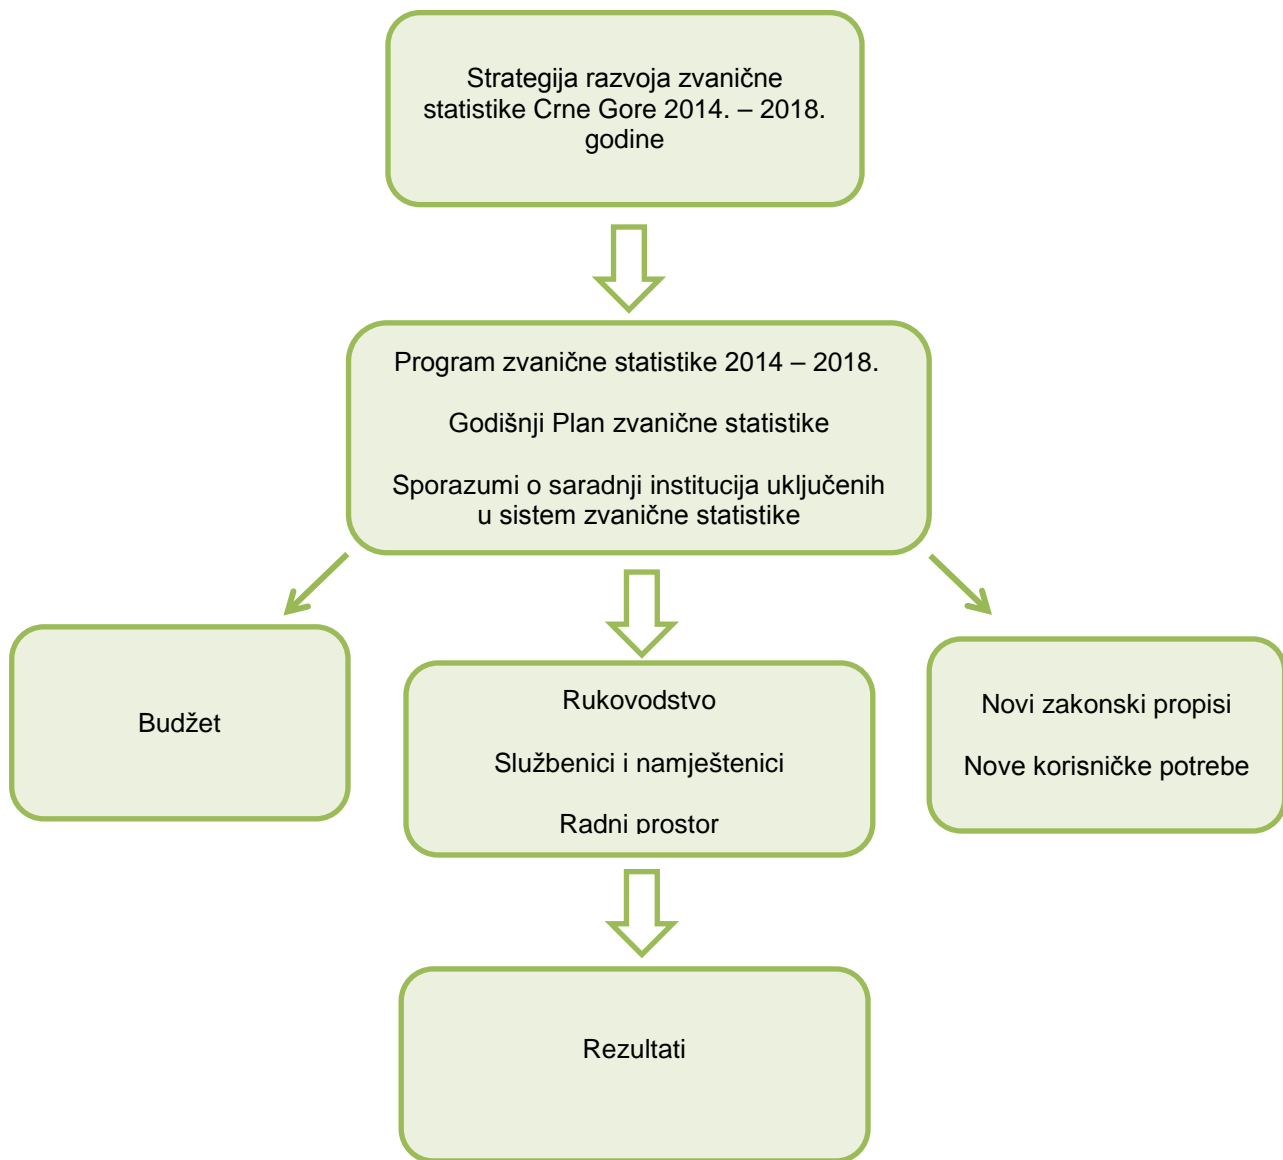 Strategija razvoja zvanične
statistike Crne Gore 2014. – 2018.
godine
Program zvanične statistike 2014 – 2018.
Godišnji Plan zvanične statistike
Sporazumi o saradnji institucija uključenih
u sistem zvanične statistike
Budžet
Rukovodstvo
Službenici i namještenici
Radni prostor
Novi zakonski propisi
Nove korisničke potrebe
Rezultati